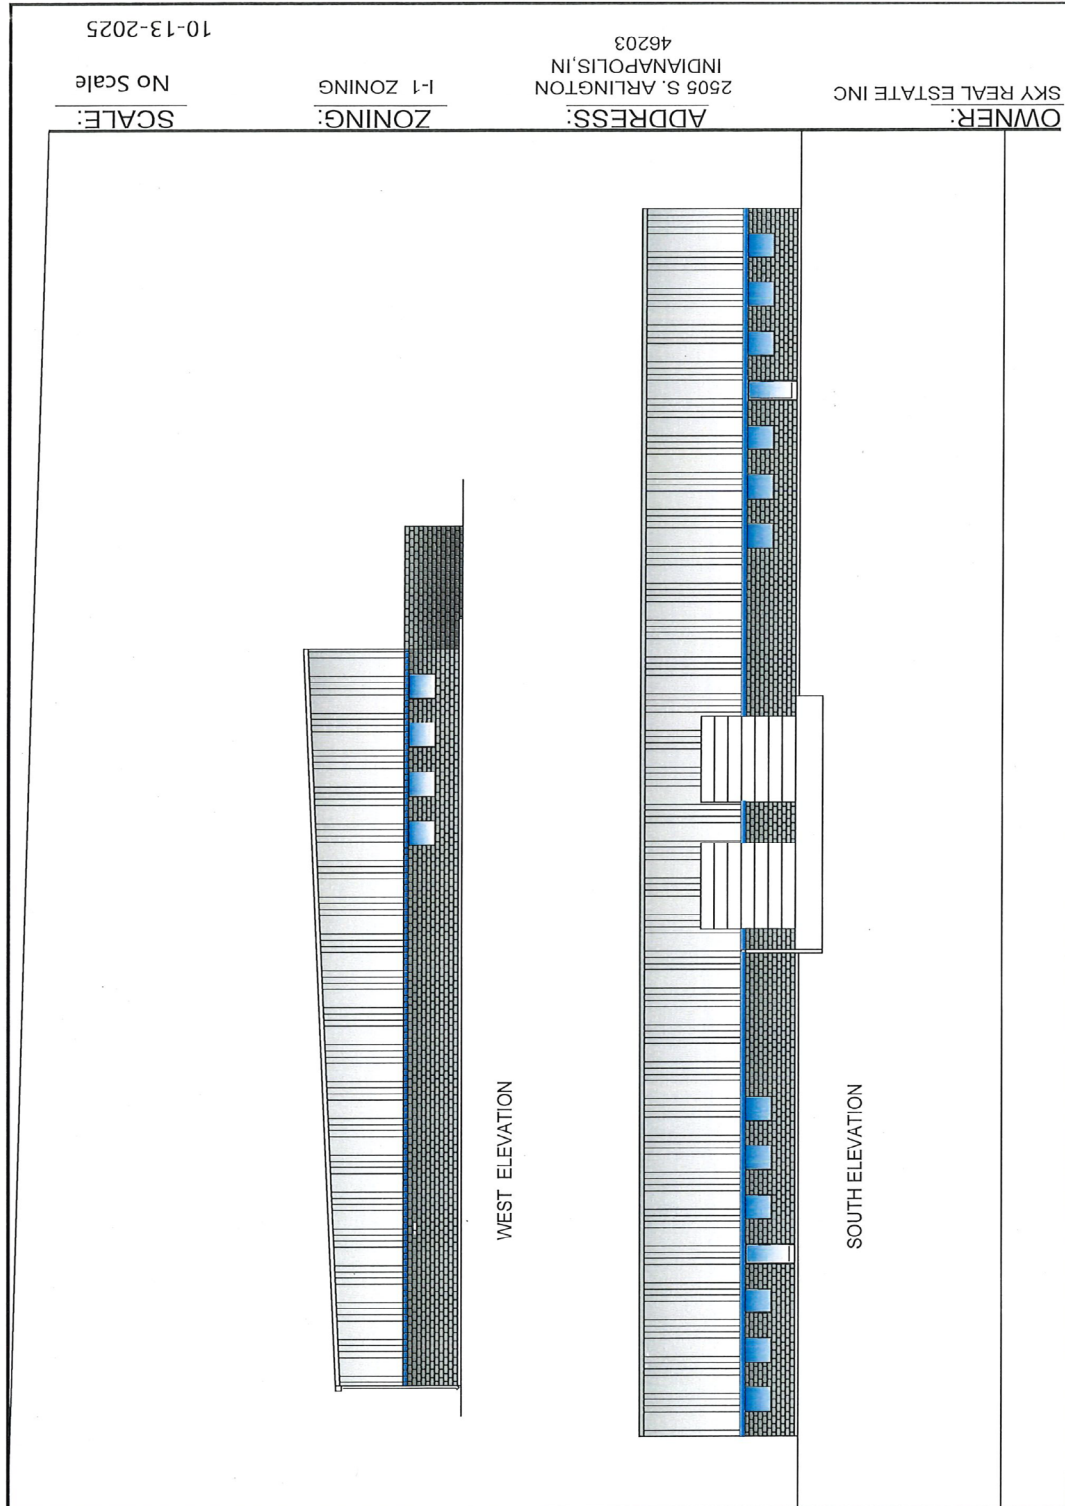 OWNER:
SKY REAL ESTATE INC
ADDRESS:
2505 S. ARLINGTON
INDIANAPOLIS,IN
46203
ZONING:
I-1 ZONING
SCALE:
No Scale
10-13-2025
WEST ELEVATION
SOUTH ELEVATION